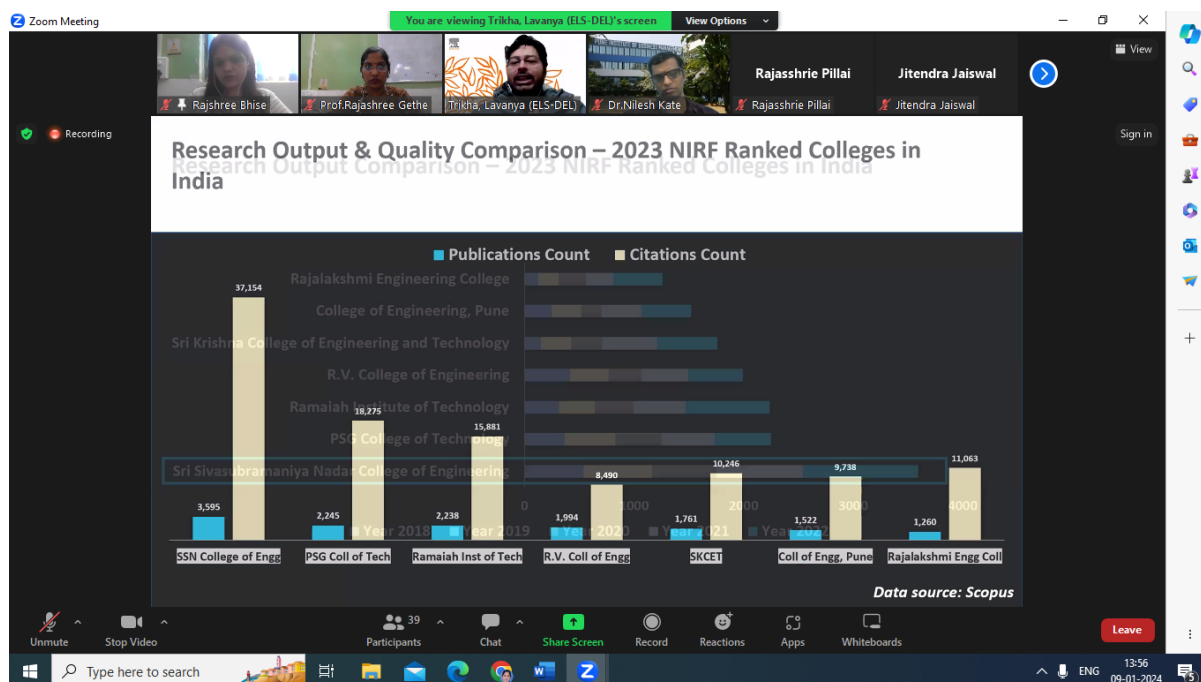 Zoom Meeting
You are viewing Trikha, Lavanya (ELS-DEL)'s screen
View Options
View
Rajshree Bhise
Prof.Rajashree Gethe
Trikha, Lavanya (ELS-DEL)
Dr.Nilesh Kate
Rajasshrie Pillai
Rajasshrie Pillai
Jitendra Jaiswal
Jitendra Jaiswal
Recording
Sign in
Research Output & Quality Comparison – 2023 NIRF Ranked Colleges in
India
Research Output Comparison – 2023 NIRF Ranked Colleges in India
Publications Count
Citations Count
Rajalakshmi Engineering College
College of Engineering, Pune
Sri Krishna College of Engineering and Technology
R.V. College of Engineering
Ramaiah Institute of Technology
PSG College of Technology
Sri Sivasubramaniya Nadar College of Engineering
0 1000 2000 3000 4000
Year 2018 Year 2019 Year 2020 Year 2021 Year 2022
37,154
18,275
15,881
8,490
10,246
9,738
11,063
3,595
2,245
2,238
1,994
1,761
1,522
1,260
SSN College of Engg
PSG Coll of Tech
Ramaiah Inst of Tech
R.V. Coll of Engg
SKCET
Coll of Engg, Pune
Rajalakshmi Engg Coll
Data source: Scopus
Unmute
Stop Video
39
Participants
Chat
Share Screen
Record
Reactions
Apps
Whiteboards
Leave
Type here to search
ENG
13:56
09-01-2024